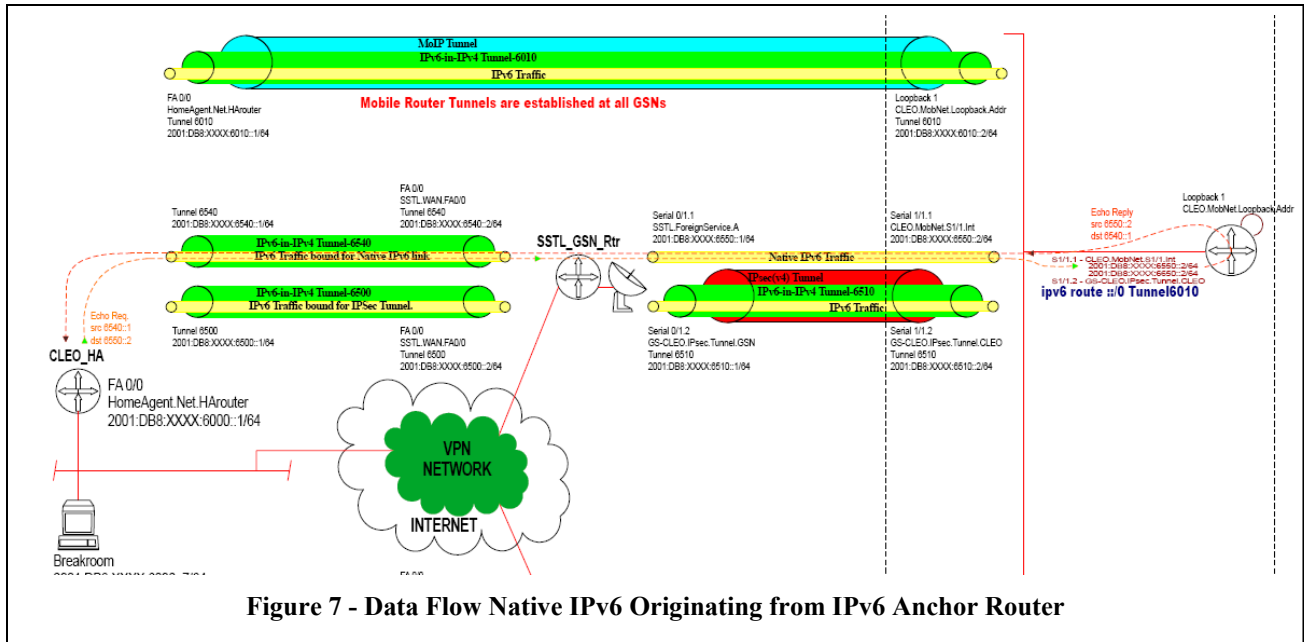 MoIP Tunnel
IPv6-in-IPv4 Tunnel-6010
IPv6 Traffic
FA 0/0
HomeAgent.Net.HArouter
Tunnel 6010
2001:DB8:XXXX:6010::1/64
Mobile Router Tunnels are established at all GSNs
Loopback 1
CLEO.MobNet.Loopback.Addr
Tunnel 6010
2001:DB8:XXXX:6010::2/64
Tunnel 6540
2001:DB8:XXXX:6540::1/64
FA 0/0
SSTL.WAN.FA0/0
Tunnel 6540
2001:DB8:XXXX:6540::2/64
IPv6-in-IPv4 Tunnel-6540
IPv6 Traffic bound for Native IPv6 link
SSTL_GSN_Rtr
Serial 0/1.1
SSTL.ForeignService.A
2001:DB8:XXXX:6550::1/64
Serial 1/1.1
CLEO.MobNet.S1/1.Int
2001:DB8:XXXX:6550::2/64
Native IPv6 Traffic
Echo Reply
src 6550::2
dst 6540::1
Loopback 1
CLEO.MobNet.Loopback.Addr
S1/1.1 - CLEO.MobNet.S1/1.Int
2001:DB8:XXXX:6550::2/64
2001:DB8:XXXX:6550::2/64
S1/1.2 - GS-CLEO.IPsec.Tunnel.CLEO
ipv6 route ::/0 Tunnel6010
IPv6-in-IPv4 Tunnel-6500
IPv6 Traffic bound for IPSec Tunnel.
IPsec(v4) Tunnel
IPv6-in-IPv4 Tunnel-6510
IPv6 Traffic
Echo Req.
src 6540::1
dst 6550::2
Tunnel 6500
2001:DB8:XXXX:6500::1/64
FA 0/0
SSTL.WAN.FA0/0
Tunnel 6500
2001:DB8:XXXX:6500::2/64
Serial 0/1.2
GS-CLEO.IPsec.Tunnel.GSN
Tunnel 6510
2001:DB8:XXXX:6510::1/64
Serial 1/1.2
GS-CLEO.IPsec.Tunnel.CLEO
Tunnel 6510
2001:DB8:XXXX:6510::2/64
CLEO_HA
FA 0/0
HomeAgent.Net.HArouter
2001:DB8:XXXX:6000::1/64
VPN
NETWORK
INTERNET
Breakroom
FA 0/0
Figure 7 - Data Flow Native IPv6 Originating from IPv6 Anchor Router